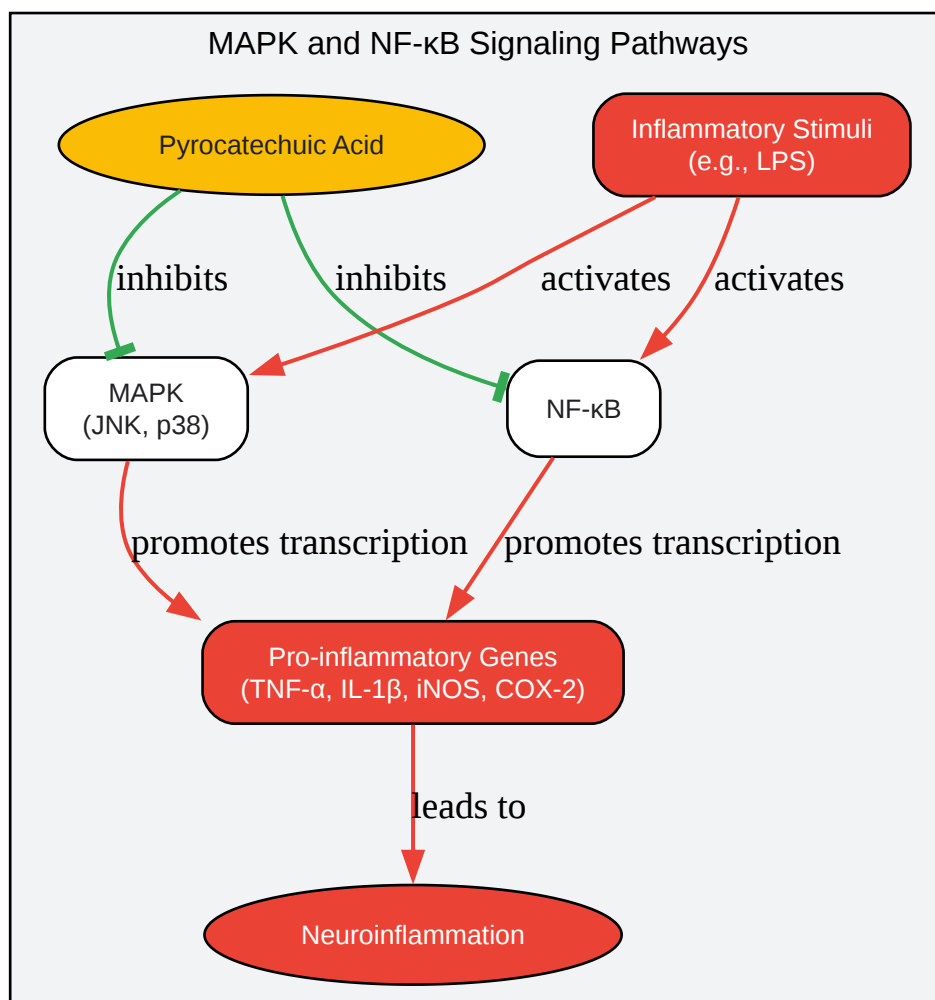 MAPK and NF-κB Signaling Pathways
Pyrocatechuic Acid
Inflammatory Stimuli
(e.g., LPS)
inhibits
inhibits
activates
activates
MAPK
(JNK, p38)
NF-κB
promotes transcription
promotes transcription
Pro-inflammatory Genes
(TNF-α, IL-1β, iNOS, COX-2)
leads to
Neuroinflammation